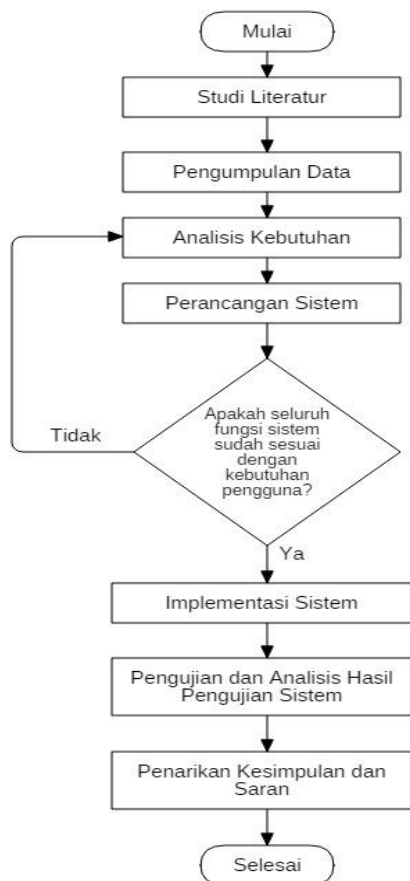 Mulai
Studi Literatur
Pengumpulan Data
Analisis Kebutuhan
Perancangan Sistem
Apakah seluruh
fungsi sistem
sudah sesuai
dengan
kebutuhan
pengguna?
Tidak
Ya
Implementasi Sistem
Pengujian dan Analisis Hasil
Pengujian Sistem
Penarikan Kesimpulan dan
Saran
Selesai